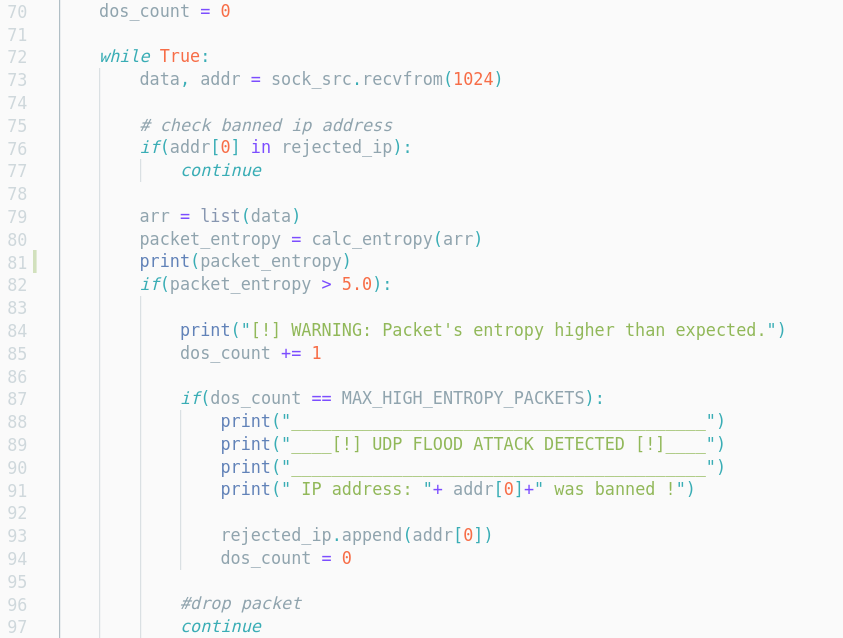 70 dos_count = 0
71
72 while True:
73 data, addr = sock_src.recvfrom(1024)
74
75 # check banned ip address
76 if(addr[0] in rejected_ip):
77 continue
78
79 arr = list(data)
80 packet_entropy = calc_entropy(arr)
81 print(packet_entropy)
82 if(packet_entropy > 5.0):
83
84 print("[!] WARNING: Packet's entropy higher than expected.")
85 dos_count += 1
86
87 if(dos_count == MAX_HIGH_ENTROPY_PACKETS):
88 print("_________________________________________")
89 print("____[!] UDP FLOOD ATTACK DETECTED [!]____")
90 print("_________________________________________")
91 print(" IP address: "+ addr[0]+" was banned !")
92
93 rejected_ip.append(addr[0])
94 dos_count = 0
95
96 #drop packet
97 continue